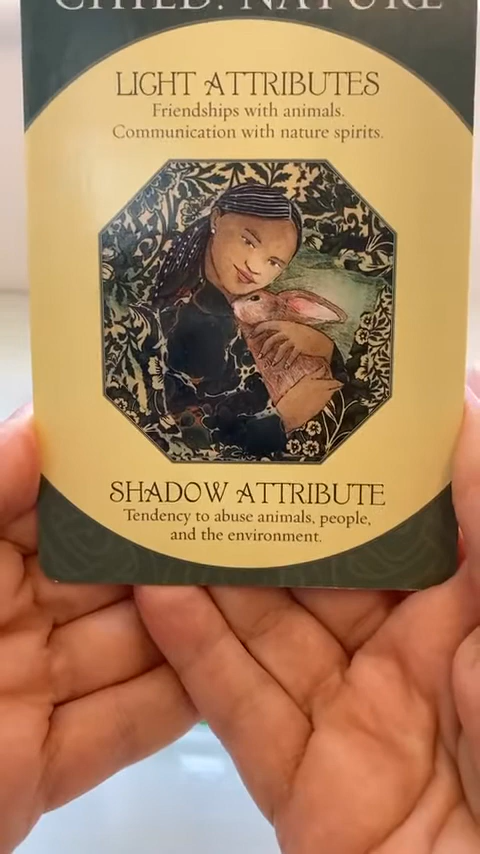 CHILD: NATURE
LIGHT ATTRIBUTES
Friendships with animals.
Communication with nature spirits.
SHADOW ATTRIBUTE
Tendency to abuse animals, people,
and the environment.